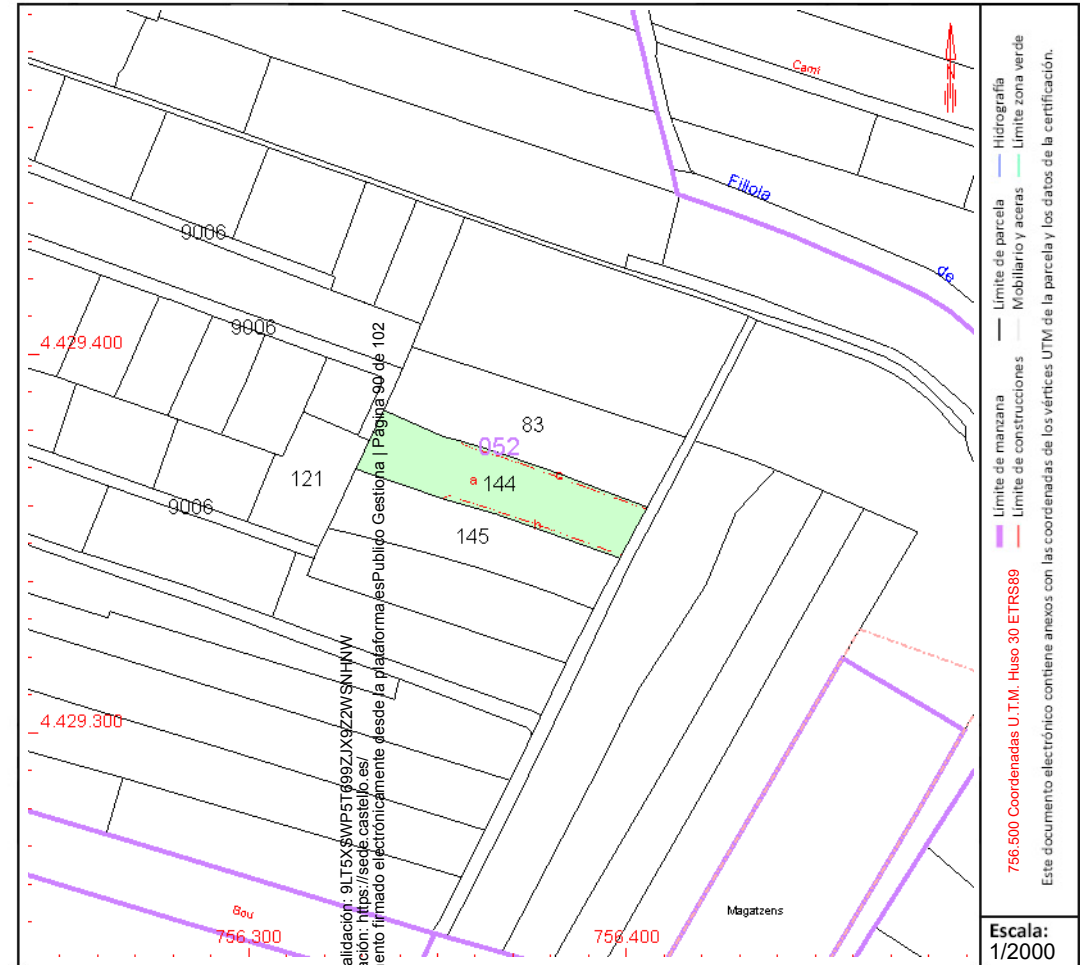 Camí
Fillola
de
9006
9006
4.429.400
83
052
c
a
144
121
9006
b
145
4.429.300
Magatzens
Bou
756.300
756.400
alidación: 9LT5XSWP5T699ZJX9Z2WSNHNW
ación: https://sede.castello.es/
ento firmado electrónicamente desde la plataforma esPublico Gestiona | Página 90 de 102
N
Límite de manzana
Límite de parcela
Hidrografía
Límite de construcciones
Mobiliario y aceras
Límite zona verde
756.500 Coordenadas U.T.M. Huso 30 ETRS89
Este documento electrónico contiene anexos con las coordenadas de los vértices UTM de la parcela y los datos de la certificación.
Escala:
1/2000